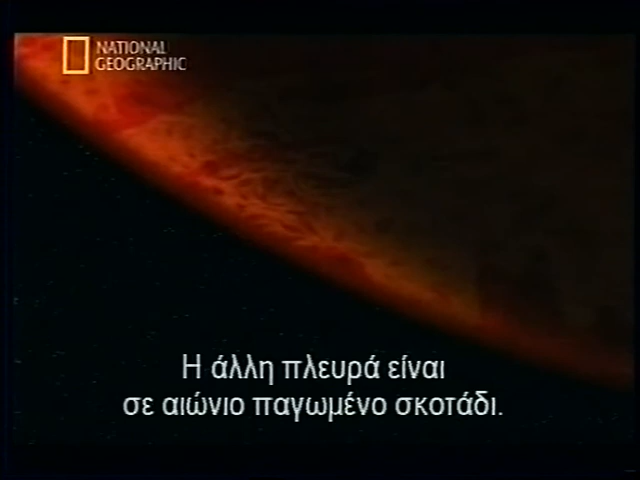 NATIONAL
GEOGRAPHIC
Η άλλη πλευρά είναι
σε αιώνιο παγωμένο σκοτάδι.